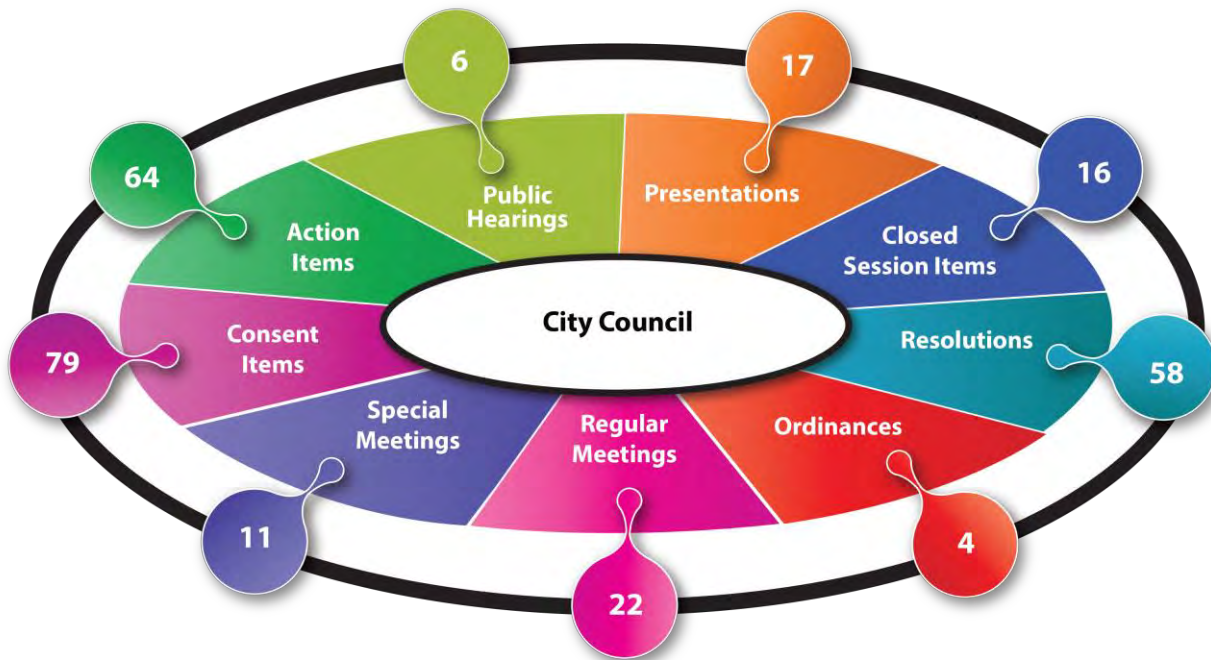 6
17
64
16
Public
Hearings
Presentations
Action
Items
Closed
Session Items
City Council
79
Consent
Items
Resolutions
58
Special
Meetings
Regular
Meetings
Ordinances
11
22
4